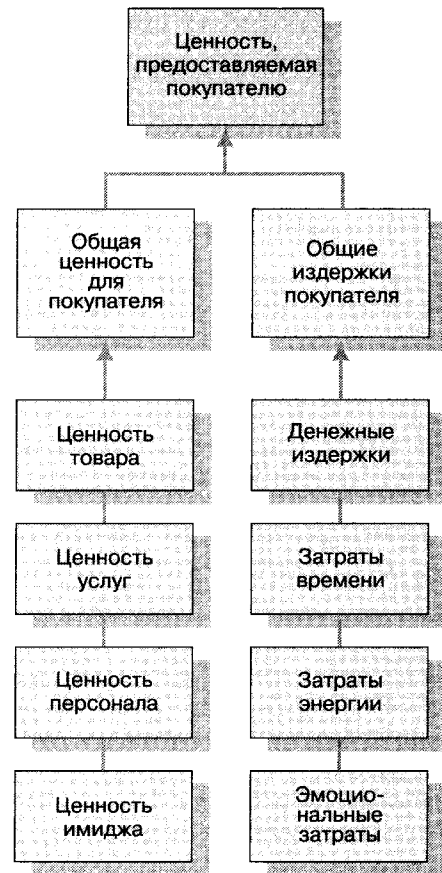 Ценность,
предоставляемая
покупателю
Общая
ценность
для
покупателя
Общие
издержки
покупателя
Ценность
товара
Денежные
издержки
Ценность
услуг
Затраты
времени
Ценность
персонала
Затраты
энергии
Ценность
имиджа
Эмоцио-
нальные
затраты